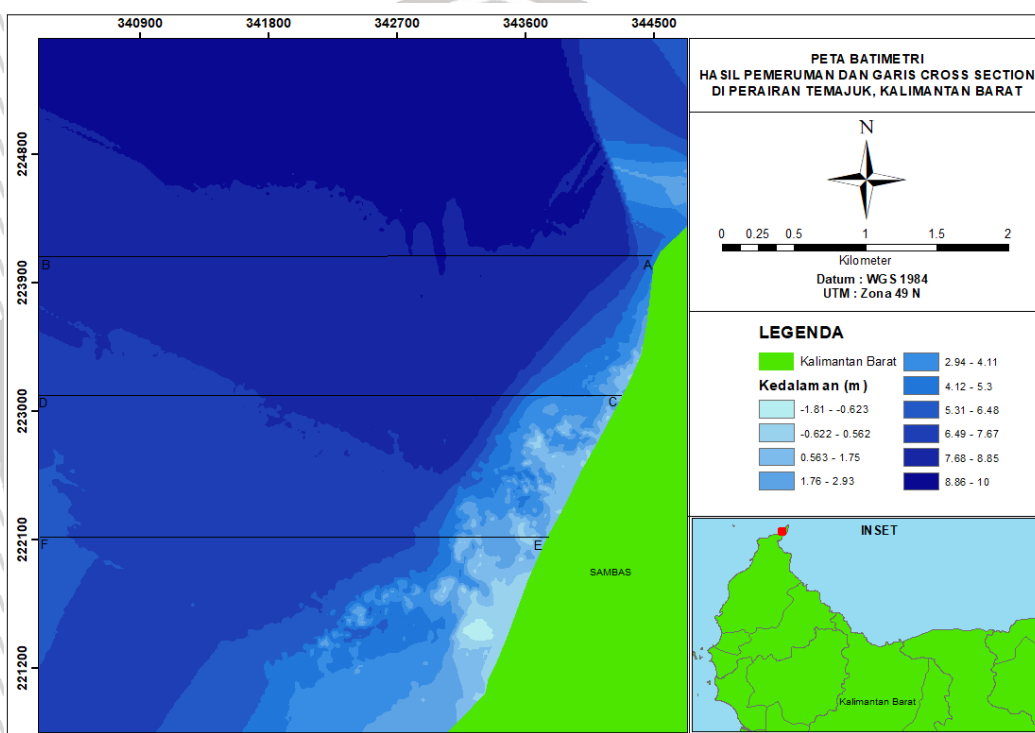 340900 341800 342700 343600 344500
224800
223900
223000
222100
221200
B A
D C
F E
SAMBAS
PETA BATIMETRI
HASIL PEMERUMAN DAN GARIS CROSS SECTION
DI PERAIRAN TEMAJUK, KALIMANTAN BARAT
N
0 0.25 0.5 1 1.5 2
Kilometer
Datum : WGS 1984
UTM : Zona 49 N
LEGENDA
Kalimantan Barat
Kedalaman (m)
-1.81 - -0.623
-0.622 - 0.562
0.563 - 1.75
1.76 - 2.93
2.94 - 4.11
4.12 - 5.3
5.31 - 6.48
6.49 - 7.67
7.68 - 8.85
8.86 - 10
INSET
Kalimantan Barat